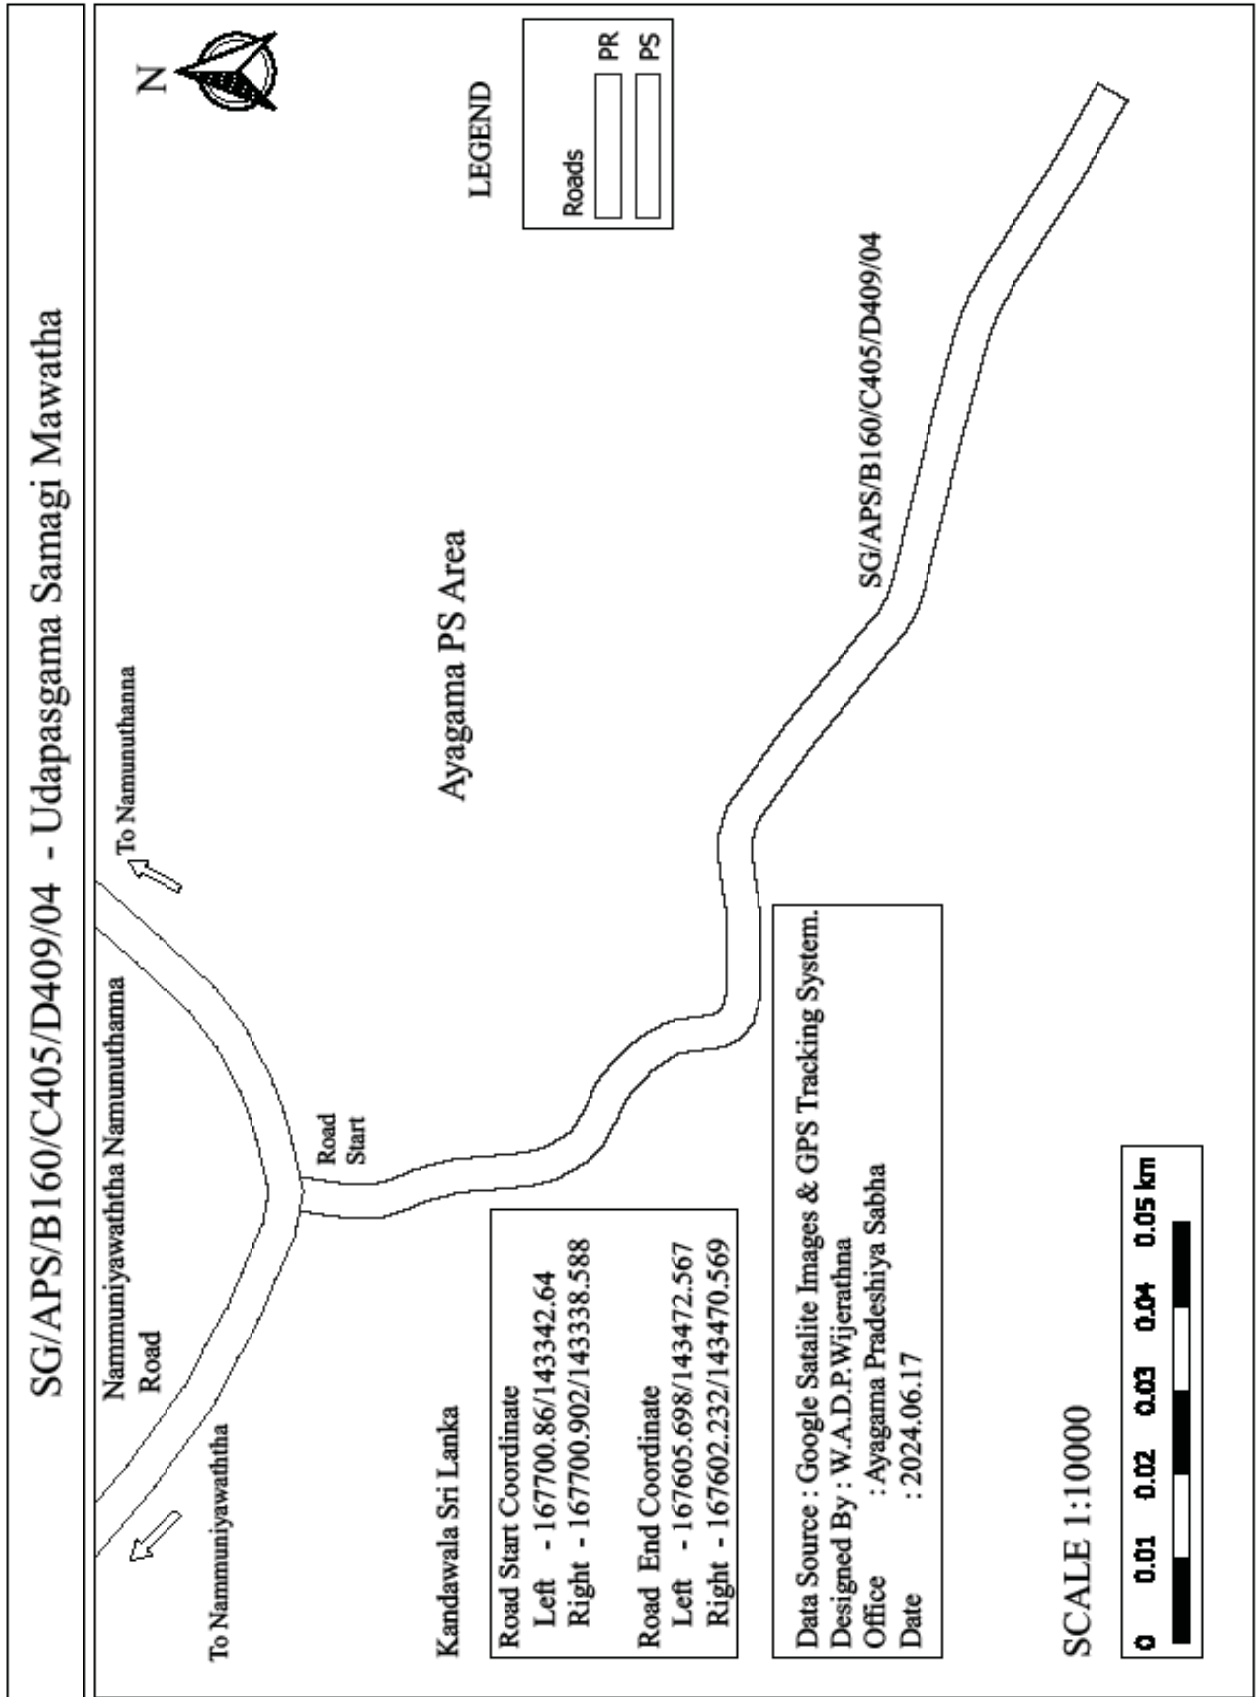 SG/APS/B160/C405/D409/04 - Udapasgama Samagi Mawatha
N
To Namunuthanna
Nammuniyawaththa Namunuthanna
Road
To Nammuniyawaththa
Road
Start
Ayagama PS Area
LEGEND
Roads
PR
PS
SG/APS/B160/C405/D409/04
Kandawala Sri Lanka
Road Start Coordinate
Left - 167700.86/143342.64
Right - 167700.902/143338.588
Road End Coordinate
Left - 167605.698/143472.567
Right - 167602.232/143470.569
Data Source : Google Satalite Images & GPS Tracking System.
Designed By : W.A.D.P.Wijerathna
Office : Ayagama Pradeshiya Sabha
Date : 2024.06.17
SCALE 1:10000
0 0.01 0.02 0.03 0.04 0.05 km